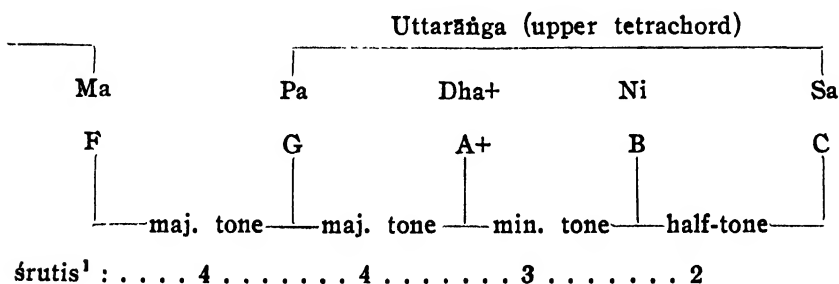 Uttarāṅga (upper tetrachord)
Ma Pa Dha+ Ni Sa
F G A+ B C
maj. tone maj. tone min. tone half-tone
śrutis¹ : . . . . 4 . . . . . . . 4 . . . . . . . 3 . . . . . . . 2